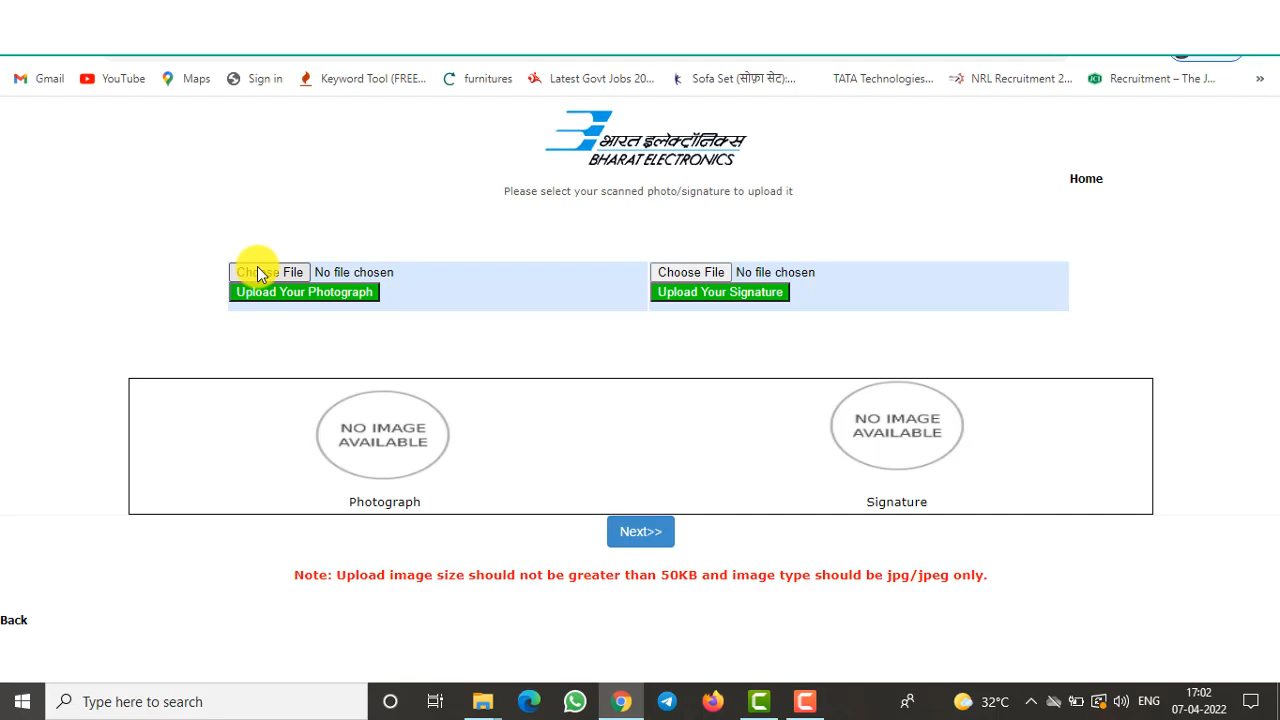 Gmail YouTube Maps Sign in Keyword Tool (FREE... furnitures Latest Govt Jobs 20... Sofa Set (सोफ़ा सेट):... TATA Technologies... NRL Recruitment 2... Recruitment – The J... »
भारत इलेक्ट्रॉनिक्स
BHARAT ELECTRONICS
Home
Please select your scanned photo/signature to upload it
Choose File No file chosen Choose File No file chosen
Upload Your Photograph Upload Your Signature
NO IMAGE AVAILABLE NO IMAGE AVAILABLE
Photograph Signature
Next>>
Note: Upload image size should not be greater than 50KB and image type should be jpg/jpeg only.
Back
Type here to search 32°C ENG 17:02
07-04-2022